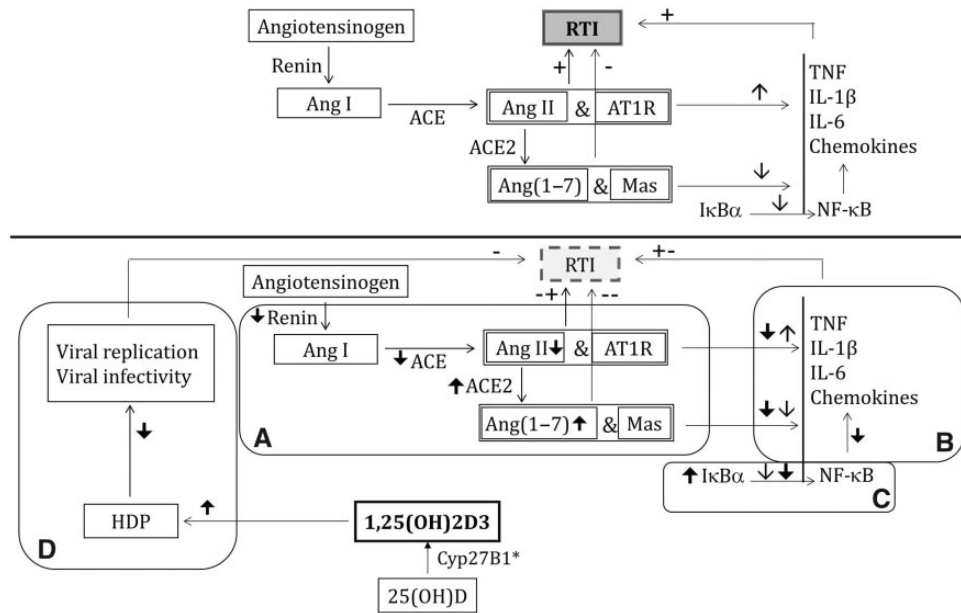 Angiotensinogen
RTI
+
Renin
+
-
TNF
IL-1β
IL-6
Chemokines
Ang I
ACE
Ang II & AT1R
ACE2
Ang(1–7) & Mas
IκBα
NF-κB
-
RTI
+-
Angiotensinogen
-+
--
Renin
Viral replication
Viral infectivity
Ang I
ACE
Ang II & AT1R
TNF
IL-1β
IL-6
Chemokines
ACE2
Ang(1–7) & Mas
A
B
IκBα
NF-κB
C
HDP
D
1,25(OH)2D3
Cyp27B1*
25(OH)D